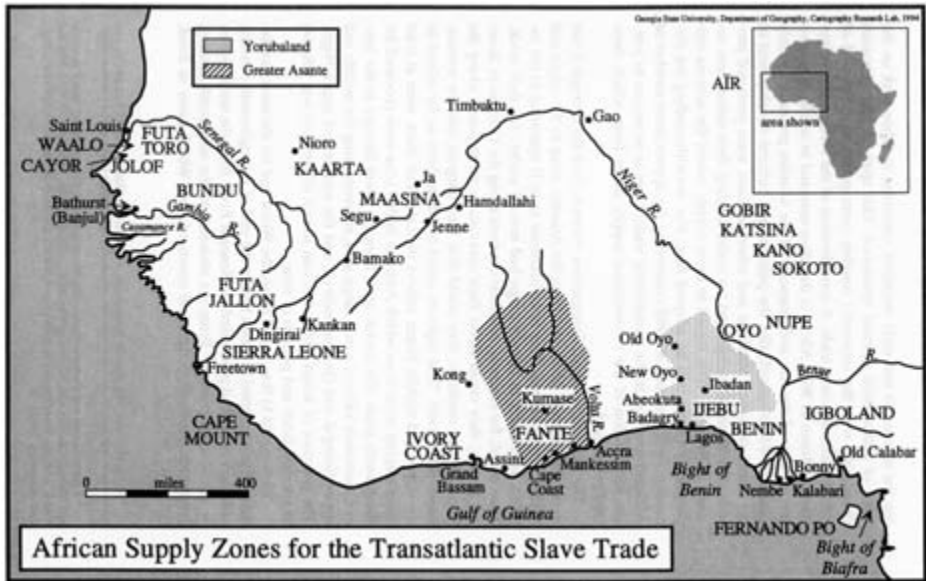 Georgia State University, Department of Geography, Cartography Research Lab, 1994
Yorubaland
Greater Asante
AÏR
area shown
Timbuktu
Gao
Saint Louis
WAALO
CAYOR
FUTA
TORO
JOLOF
Senegal R.
Nioro
KAARTA
BUNDU
Ja
MAASINA
Hamdallahi
Niger R.
Bathurst
(Banjul)
Gambia R.
Casamance R.
Segu
Jenne
GOBIR
KATSINA
KANO
SOKOTO
Bamako
FUTA
JALLON
Dingirai
Kankan
SIERRA LEONE
Freetown
OYO
NUPE
Old Oyo
Kong
New Oyo
Ibadan
Benue R.
Kumase
Volta R.
Abeokuta
Badagry
IJEBU
Lagos
BENIN
IGBOLAND
CAPE
MOUNT
FANTE
IVORY
COAST
Assini
Grand
Bassam
Cape
Coast
Mankessim
Accra
Bight of
Benin
Nembe
Bonny
Kalabari
Old Calabar
0 miles 400
Gulf of Guinea
FERNANDO PO
Bight of
Biafra
African Supply Zones for the Transatlantic Slave Trade